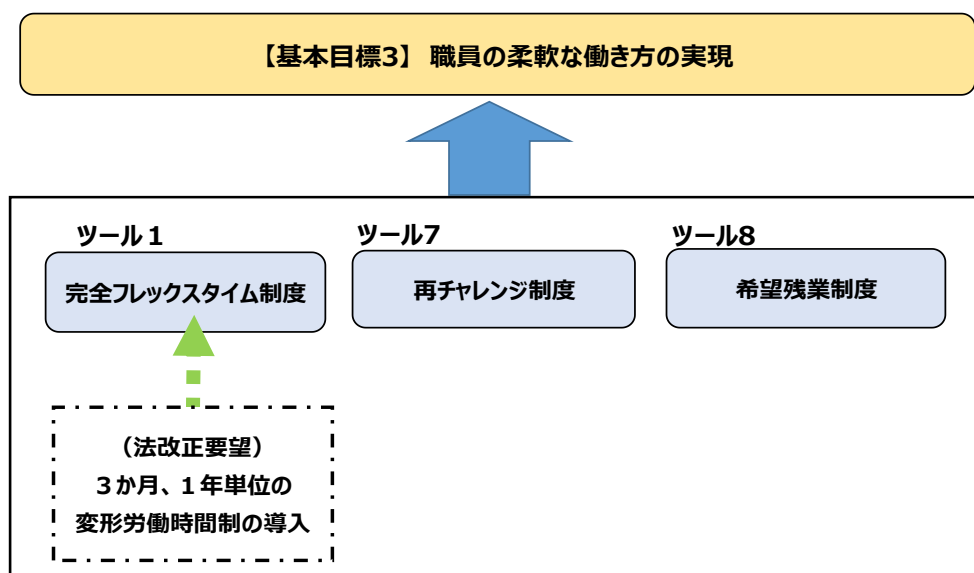 【基本目標3】 職員の柔軟な働き方の実現
ツール１
ツール7
ツール8
完全フレックスタイム制度
再チャレンジ制度
希望残業制度
（法改正要望）
３か月、１年単位の
変形労働時間制の導入